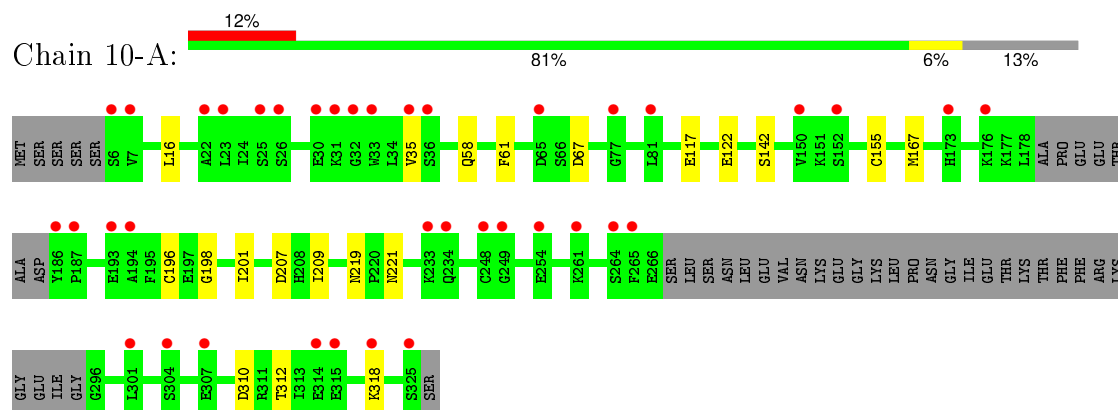 12%
Chain 10-A:
81% 6% 13%
MET SER SER SER SER S6 V7 L16 A22 L23 I24 S25 S26 E30 K31 G32 W33 L34 V35 S36 Q58 F61 D65 S66 D67 G77 L81 E117 E122 S142 V150 K151 S152 C155 M167 H173 K176 K177 L178 ALA PRO GLU GLU THR
ALA ASP Y186 P187 E193 A194 F195 C196 E197 G198 I201 D207 H208 I209 N219 P220 N221 K233 Q234 C248 G249 E254 K261 S264 F265 E266 SER LEU SER ASN LEU GLU VAL ASN LYS GLU GLY LYS LEU PRO ASN GLY ILE GLU THR LYS THR PHE PHE ARG LYS
GLY GLU ILE GLY G296 L301 S304 E307 D310 R311 T312 I313 E314 E315 K318 S325 SER